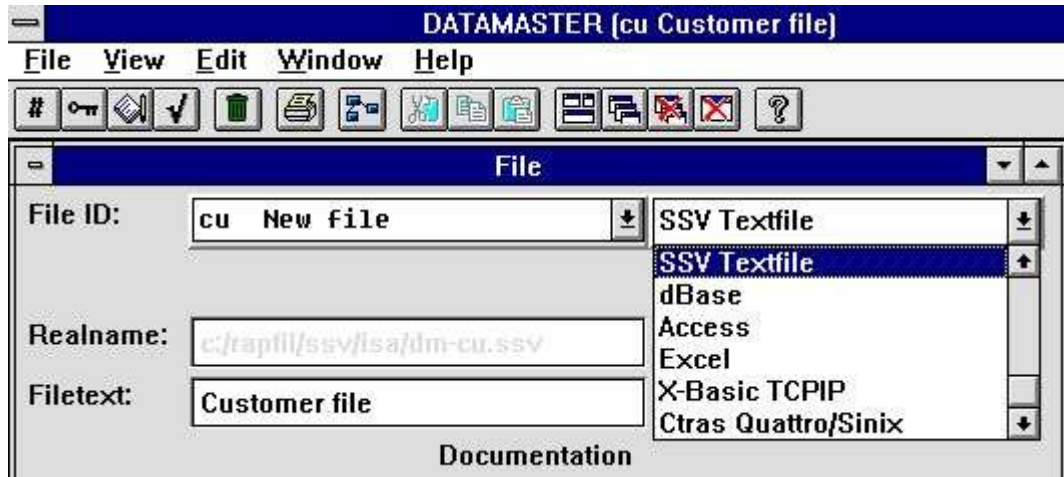 DATAMASTER (cu Customer file)
File View Edit Window Help
# √ ?
File
File ID: cu New file SSV Textfile
SSV Textfile
dBase
Access
Realname: c:/rapfil/ssv/isa/dm-cu.ssv
Excel
X-Basic TCPIP
Filetext: Customer file
Ctras Quattro/Sinix
Documentation